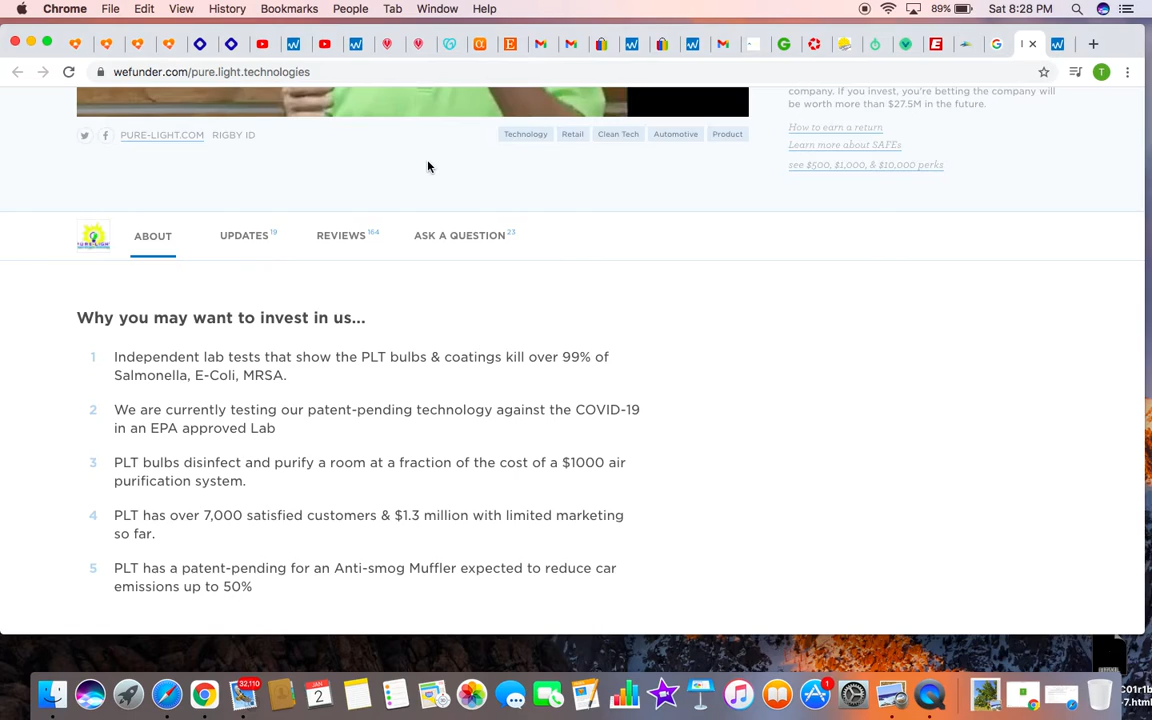 Chrome File Edit View History Bookmarks People Tab Window Help 89% Sat 8:28 PM
wefunder.com/pure.light.technologies
company. If you invest, you're betting the company will
be worth more than $27.5M in the future.
PURE-LIGHT.COM RIGBY ID Technology Retail Clean Tech Automotive Product
How to earn a return
Learn more about SAFEs
see $500, $1,000, & $10,000 perks
ABOUT UPDATES 19 REVIEWS 164 ASK A QUESTION 23
Why you may want to invest in us...
1 Independent lab tests that show the PLT bulbs & coatings kill over 99% of
Salmonella, E-Coli, MRSA.
2 We are currently testing our patent-pending technology against the COVID-19
in an EPA approved Lab
3 PLT bulbs disinfect and purify a room at a fraction of the cost of a $1000 air
purification system.
4 PLT has over 7,000 satisfied customers & $1.3 million with limited marketing
so far.
5 PLT has a patent-pending for an Anti-smog Muffler expected to reduce car
emissions up to 50%
32,110
JAN
2
1
C01r1b
7.html